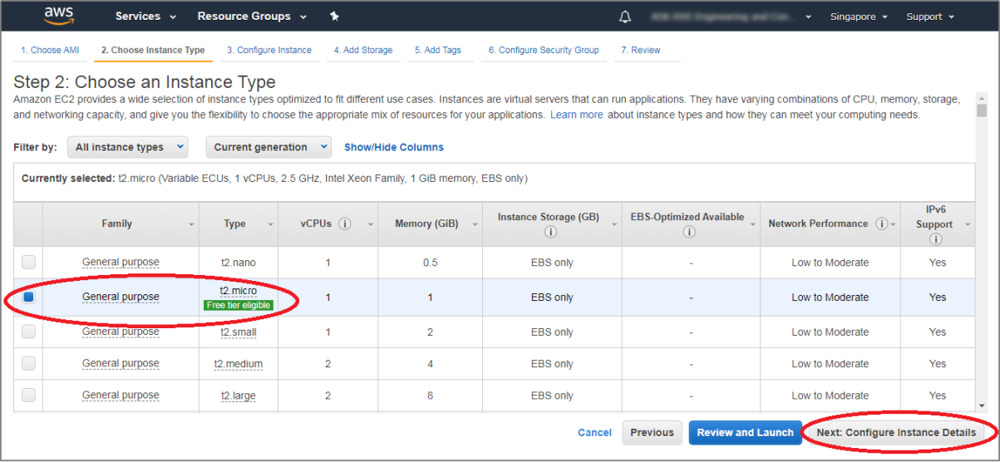 aws Services Resource Groups Singapore Support
1. Choose AMI 2. Choose Instance Type 3. Configure Instance 4. Add Storage 5. Add Tags 6. Configure Security Group 7. Review
Step 2: Choose an Instance Type
Amazon EC2 provides a wide selection of instance types optimized to fit different use cases. Instances are virtual servers that can run applications. They have varying combinations of CPU, memory, storage,
and networking capacity, and give you the flexibility to choose the appropriate mix of resources for your applications. Learn more about instance types and how they can meet your computing needs.
Filter by: All instance types Current generation Show/Hide Columns
Currently selected: t2.micro (Variable ECUs, 1 vCPUs, 2.5 GHz, Intel Xeon Family, 1 GiB memory, EBS only)
Family Type vCPUs i Memory (GiB) Instance Storage (GB) i EBS-Optimized Available i Network Performance i IPv6 Support i
General purpose t2.nano 1 0.5 EBS only - Low to Moderate Yes
General purpose t2.micro 1 1 EBS only - Low to Moderate Yes
Free tier eligible
General purpose t2.small 1 2 EBS only - Low to Moderate Yes
General purpose t2.medium 2 4 EBS only - Low to Moderate Yes
General purpose t2.large 2 8 EBS only - Low to Moderate Yes
Cancel Previous Review and Launch Next: Configure Instance Details